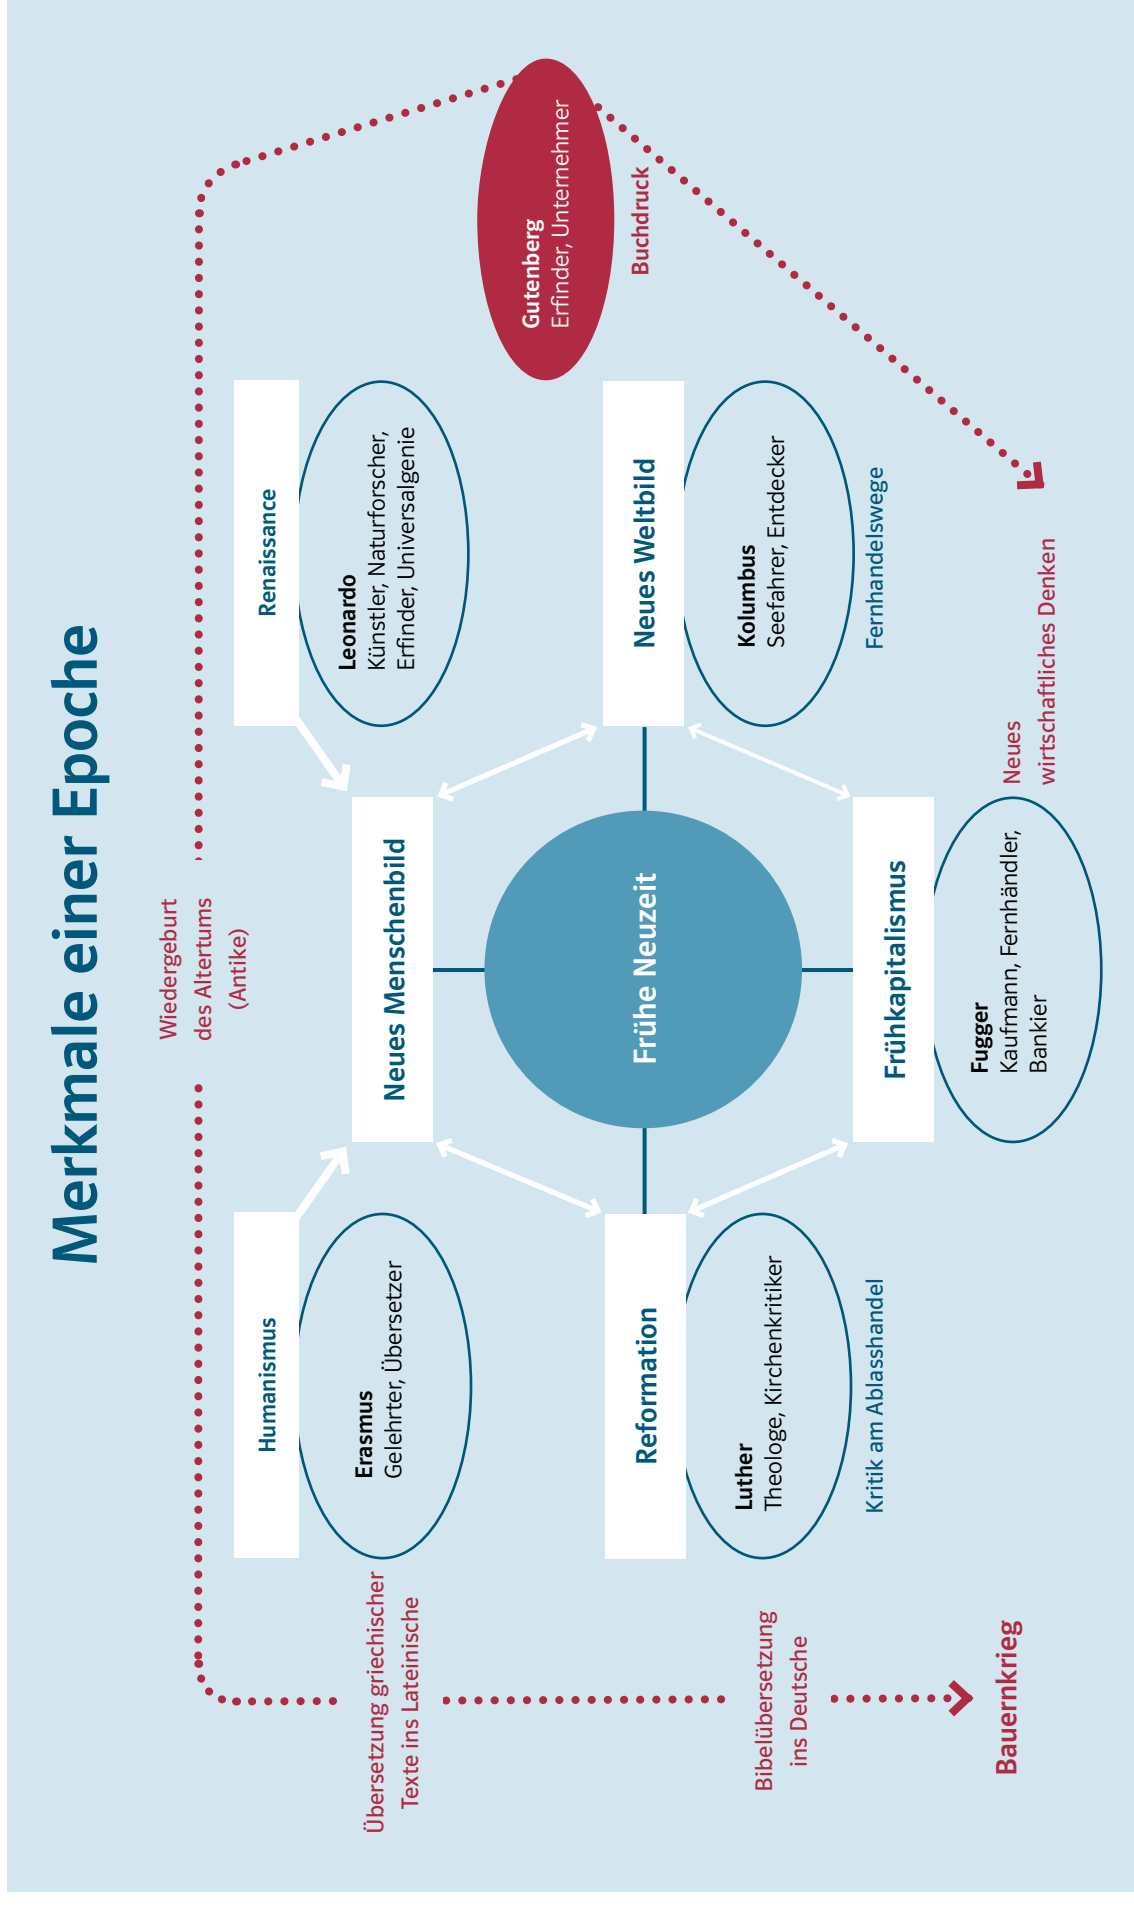 Merkmale einer Epoche
Wiedergeburt
des Altertums
(Antike)
Humanismus
Erasmus
Gelehrter, Übersetzer
Renaissance
Leonardo
Künstler, Naturforscher,
Erfinder, Universalgenie
Neues Menschenbild
Übersetzung griechischer
Texte ins Lateinische
Gutenberg
Erfinder, Unternehmer
Buchdruck
Reformation
Luther
Theologe, Kirchenkritiker
Kritik am Ablasshandel
Frühe Neuzeit
Neues Weltbild
Kolumbus
Seefahrer, Entdecker
Fernhandelswege
Bibelübersetzung
ins Deutsche
Frühkapitalismus
Fugger
Kaufmann, Fernhändler,
Bankier
Neues
wirtschaftliches Denken
Bauernkrieg